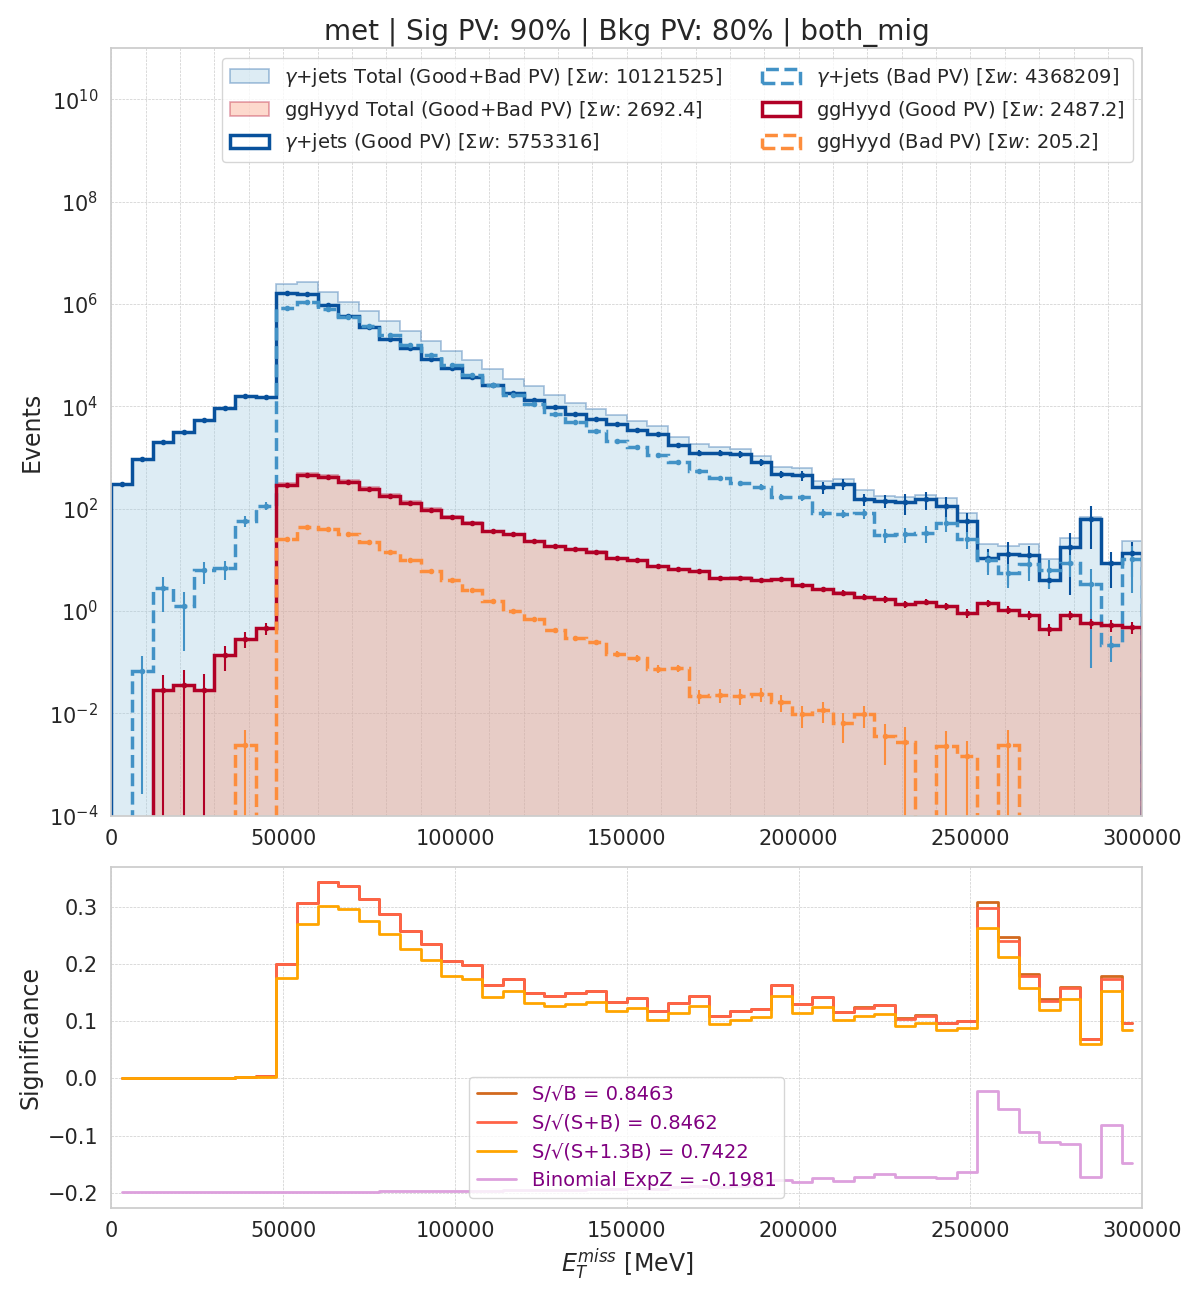 met | Sig PV: 90% | Bkg PV: 80% | both_mig
γ+jets Total (Good+Bad PV) [Σw: 10121525]
ggHyyd Total (Good+Bad PV) [Σw: 2692.4]
γ+jets (Good PV) [Σw: 5753316]
γ+jets (Bad PV) [Σw: 4368209]
ggHyyd (Good PV) [Σw: 2487.2]
ggHyyd (Bad PV) [Σw: 205.2]
Events
10^10
10^8
10^6
10^4
10^2
10^0
10^−2
10^−4
0 50000 100000 150000 200000 250000 300000
Significance
0.3
0.2
0.1
0.0
−0.1
−0.2
S/√B = 0.8463
S/√(S+B) = 0.8462
S/√(S+1.3B) = 0.7422
Binomial ExpZ = -0.1981
0 50000 100000 150000 200000 250000 300000
E_T^miss [MeV]